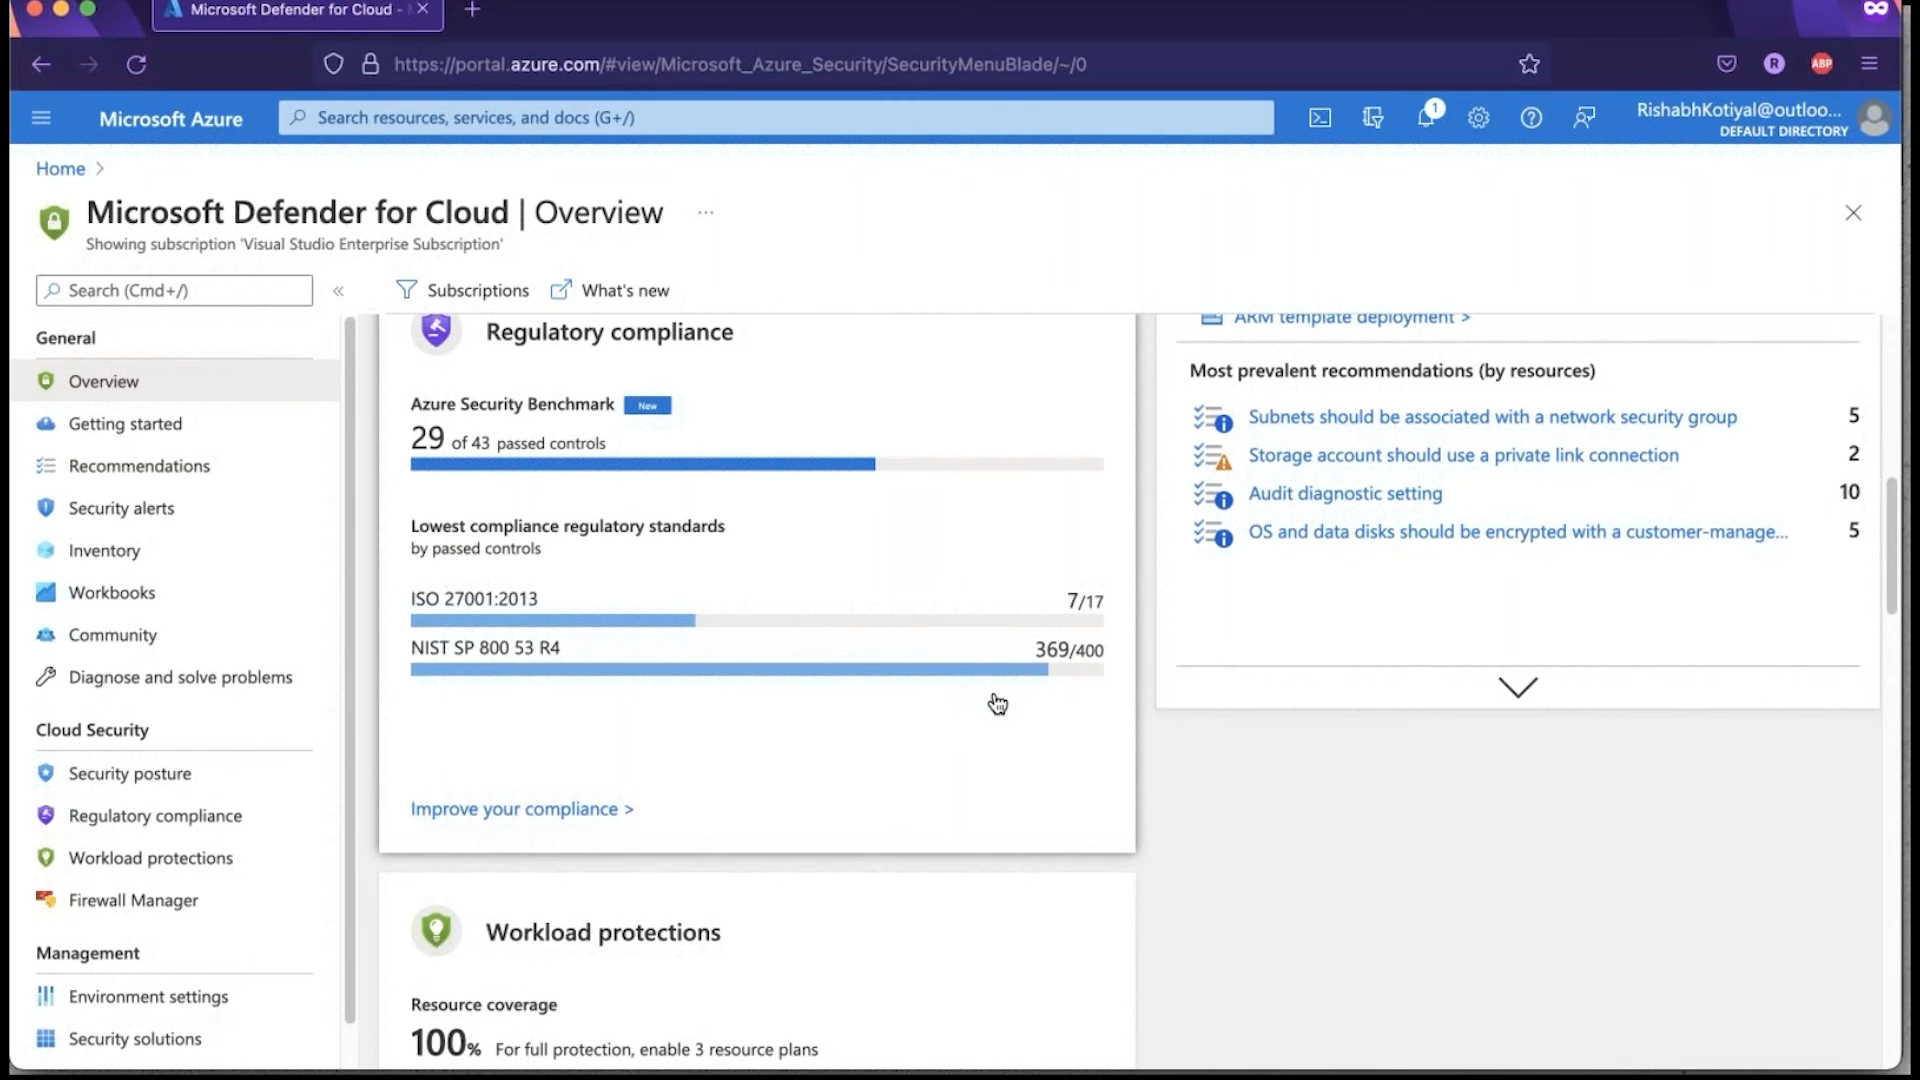 Microsoft Defender for Cloud -
https://portal.azure.com/#view/Microsoft_Azure_Security/SecurityMenuBlade/~/0
R
ABP
Microsoft Azure
Search resources, services, and docs (G+/)
1
RishabhKotiyal@outloo...
DEFAULT DIRECTORY
Home >
Microsoft Defender for Cloud | Overview ...
Showing subscription 'Visual Studio Enterprise Subscription'
Search (Cmd+/)
«
Subscriptions
What's new
General
Overview
Getting started
Recommendations
Security alerts
Inventory
Workbooks
Community
Diagnose and solve problems
Cloud Security
Security posture
Regulatory compliance
Workload protections
Firewall Manager
Management
Environment settings
Security solutions
Regulatory compliance
Azure Security Benchmark New
29 of 43 passed controls
Lowest compliance regulatory standards
by passed controls
ISO 27001:2013 7/17
NIST SP 800 53 R4 369/400
Improve your compliance >
Workload protections
Resource coverage
100% For full protection, enable 3 resource plans
ARM template deployment >
Most prevalent recommendations (by resources)
Subnets should be associated with a network security group 5
Storage account should use a private link connection 2
Audit diagnostic setting 10
OS and data disks should be encrypted with a customer-manage... 5